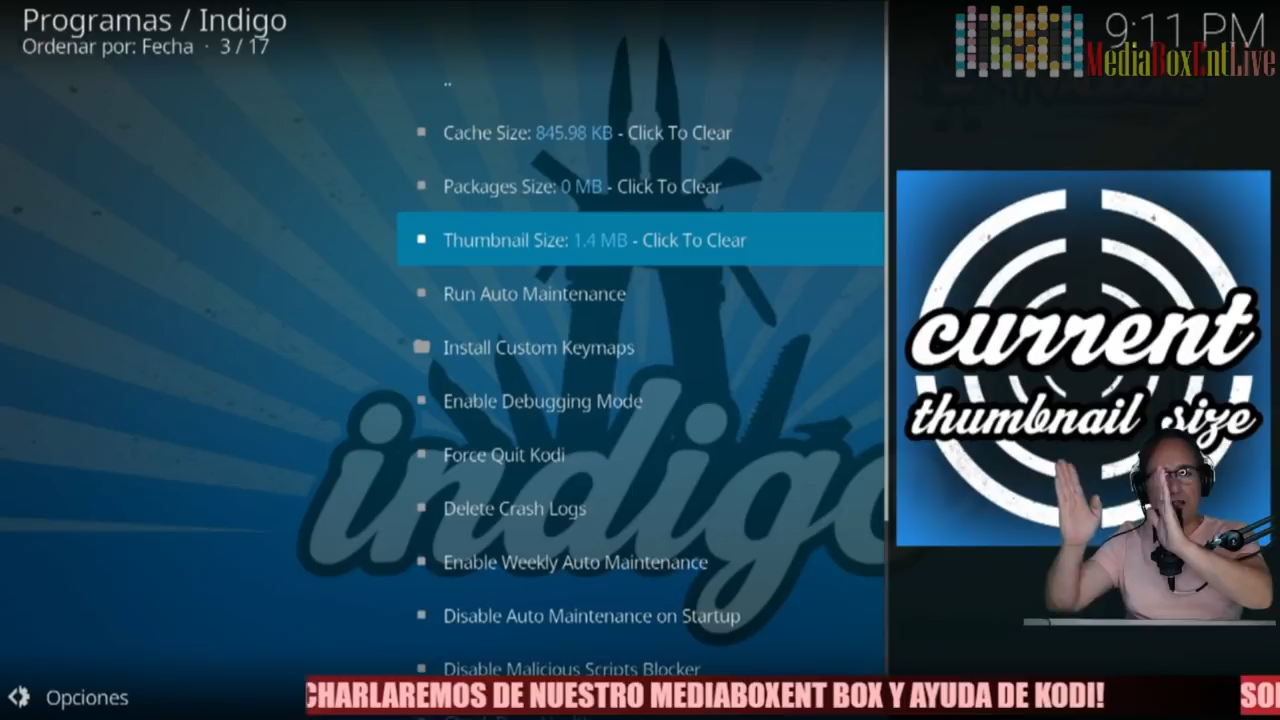 Programas / Indigo
Ordenar por: Fecha · 3 / 17
9:11 PM
MediaBoxEntLive
..
Cache Size: 845.98 KB - Click To Clear
Packages Size: 0 MB - Click To Clear
Thumbnail Size: 1.4 MB - Click To Clear
Run Auto Maintenance
Install Custom Keymaps
Enable Debugging Mode
Force Quit Kodi
Delete Crash Logs
Enable Weekly Auto Maintenance
Disable Auto Maintenance on Startup
Disable Malicious Scripts Blocker
indigo
current
thumbnail size
Opciones
CHARLAREMOS DE NUESTRO MEDIABOXENT BOX Y AYUDA DE KODI!